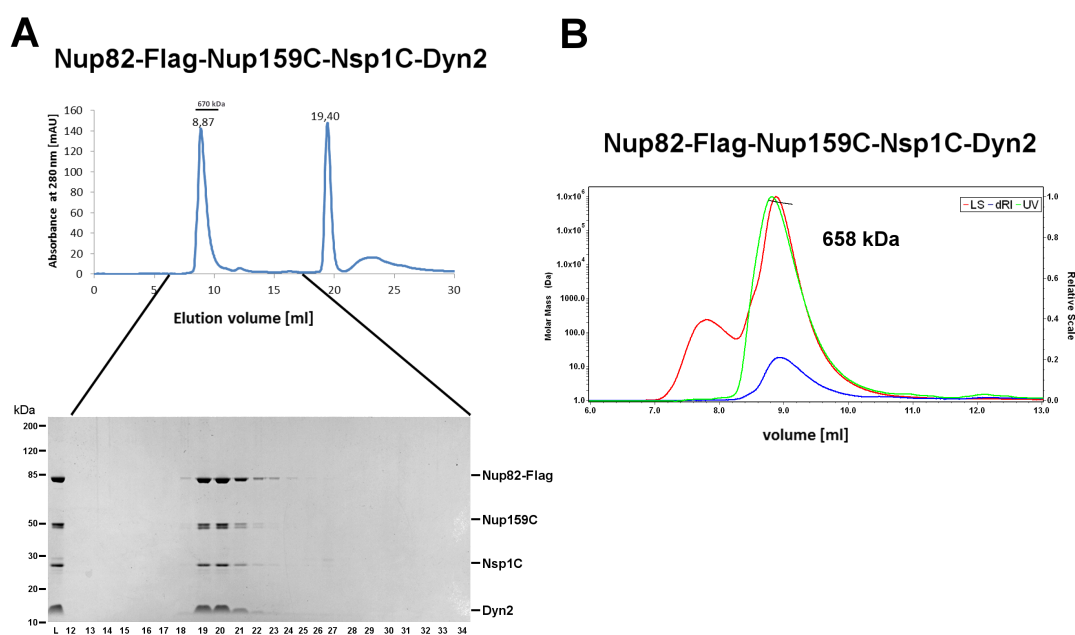 A
Nup82-Flag-Nup159C-Nsp1C-Dyn2
670 kDa
8,87
19,40
160
140
120
100
80
60
40
20
0
Absorbance at 280 nm [mAU]
0 5 10 15 20 25 30
Elution volume [ml]
kDa
200
120
85
50
30
20
10
Nup82-Flag
Nup159C
Nsp1C
Dyn2
L 12 13 14 15 16 17 18 19 20 21 22 23 24 25 26 27 28 29 30 31 32 33 34
B
Nup82-Flag-Nup159C-Nsp1C-Dyn2
LS dRI UV
658 kDa
1.0x10⁶
1.0x10⁵
1.0x10⁴
1000.0
100.0
10.0
1.0
Molar Mass (Da)
1.0
0.8
0.6
0.4
0.2
0.0
Relative Scale
6.0 7.0 8.0 9.0 10.0 11.0 12.0 13.0
volume [ml]